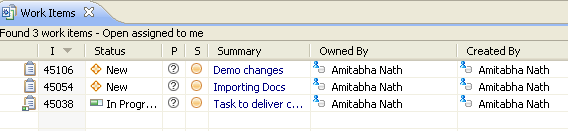 Work Items
Found 3 work items - Open assigned to me
I Status P S Summary Owned By Created By
45106 New Demo changes Amitabha Nath Amitabha Nath
45054 New Importing Docs Amitabha Nath Amitabha Nath
45038 In Progr... Task to deliver c... Amitabha Nath Amitabha Nath